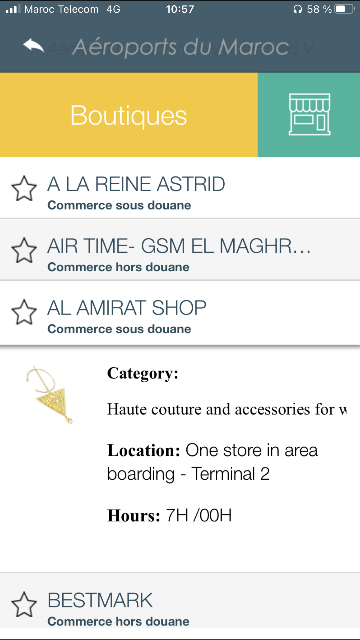 Maroc Telecom 4G 10:57 58 %
Aéroports du Maroc
Boutiques
A LA REINE ASTRID
Commerce sous douane
AIR TIME- GSM EL MAGHR...
Commerce hors douane
AL AMIRAT SHOP
Commerce sous douane
Category:
Haute couture and accessories for w
Location: One store in area
boarding - Terminal 2
Hours: 7H /00H
BESTMARK
Commerce hors douane